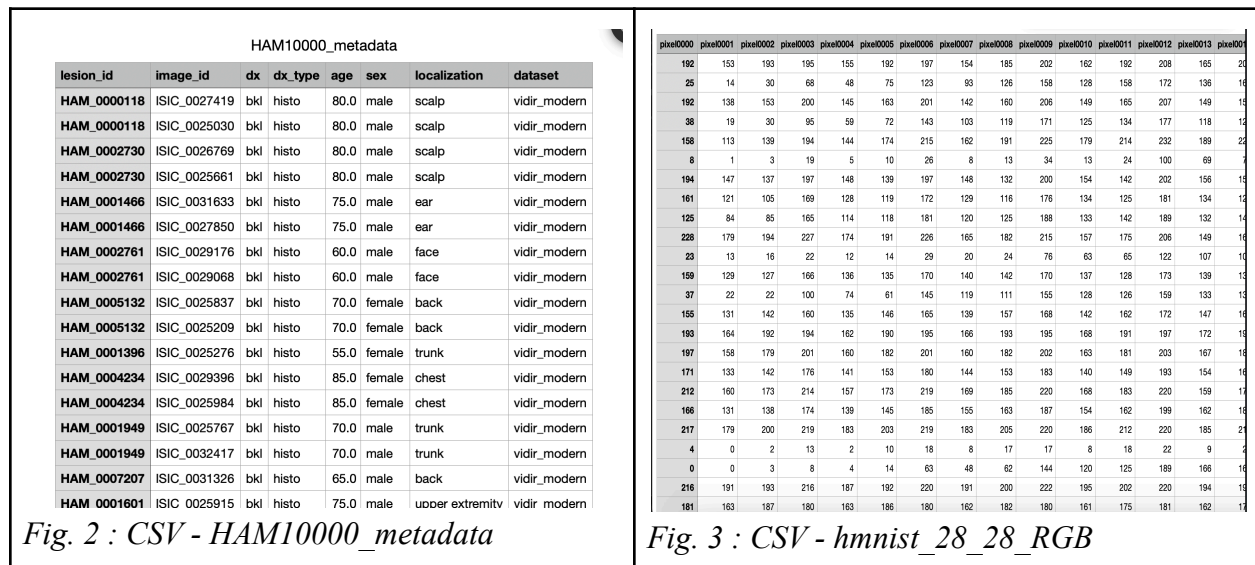 HAM10000_metadata
lesion_id image_id dx dx_type age sex localization dataset
HAM_0000118 ISIC_0027419 bkl histo 80.0 male scalp vidir_modern
HAM_0000118 ISIC_0025030 bkl histo 80.0 male scalp vidir_modern
HAM_0002730 ISIC_0026769 bkl histo 80.0 male scalp vidir_modern
HAM_0002730 ISIC_0025661 bkl histo 80.0 male scalp vidir_modern
HAM_0001466 ISIC_0031633 bkl histo 75.0 male ear vidir_modern
HAM_0001466 ISIC_0027850 bkl histo 75.0 male ear vidir_modern
HAM_0002761 ISIC_0029176 bkl histo 60.0 male face vidir_modern
HAM_0002761 ISIC_0029068 bkl histo 60.0 male face vidir_modern
HAM_0005132 ISIC_0025837 bkl histo 70.0 female back vidir_modern
HAM_0005132 ISIC_0025209 bkl histo 70.0 female back vidir_modern
HAM_0001396 ISIC_0025276 bkl histo 55.0 female trunk vidir_modern
HAM_0004234 ISIC_0029396 bkl histo 85.0 female chest vidir_modern
HAM_0004234 ISIC_0025984 bkl histo 85.0 female chest vidir_modern
HAM_0001949 ISIC_0025767 bkl histo 70.0 male trunk vidir_modern
HAM_0001949 ISIC_0032417 bkl histo 70.0 male trunk vidir_modern
HAM_0007207 ISIC_0031326 bkl histo 65.0 male back vidir_modern
HAM_0001601 ISIC_0025915 bkl histo 75.0 male upper extremity vidir_modern
Fig. 2 : CSV - HAM10000_metadata
pixel0000 pixel0001 pixel0002 pixel0003 pixel0004 pixel0005 pixel0006 pixel0007 pixel0008 pixel0009 pixel0010 pixel0011 pixel0012 pixel0013
192 153 193 195 155 192 197 154 185 202 162 192 208 165
25 14 30 68 48 75 123 93 126 158 128 158 172 136
192 138 153 200 145 163 201 142 160 206 149 165 207 149
38 19 30 95 59 72 143 103 119 171 125 134 177 118
158 113 139 194 144 174 215 162 191 225 179 214 232 189
8 1 3 19 5 10 26 8 13 34 13 24 100 69
194 147 137 197 148 139 197 148 132 200 154 142 202 156
161 121 105 169 128 119 172 129 116 176 134 125 181 134
125 84 85 165 114 118 181 120 125 188 133 142 189 132
228 179 194 227 174 191 226 165 182 215 157 175 206 149
23 13 16 22 12 14 29 20 24 76 63 65 122 107
159 129 127 166 136 135 170 140 142 170 137 128 173 139
37 22 22 100 74 61 145 119 111 155 128 126 159 133
155 131 142 160 135 146 165 139 157 168 142 162 172 147
193 164 192 194 162 190 195 166 193 195 168 191 197 172
197 158 179 201 160 182 201 160 182 202 163 181 203 167
171 133 142 176 141 153 180 144 153 183 140 149 193 154
212 160 173 214 157 173 219 169 185 220 168 183 220 159
166 131 138 174 139 145 185 155 163 187 154 162 199 162
217 179 200 219 183 203 219 183 205 220 186 212 220 185
4 0 2 13 2 10 18 8 17 17 8 18 22 9
0 0 3 8 4 14 63 48 62 144 120 125 189 166
216 191 193 216 187 192 220 191 200 222 195 202 220 194
181 163 187 180 163 186 180 162 182 180 161 175 181 162
Fig. 3 : CSV - hmnist_28_28_RGB